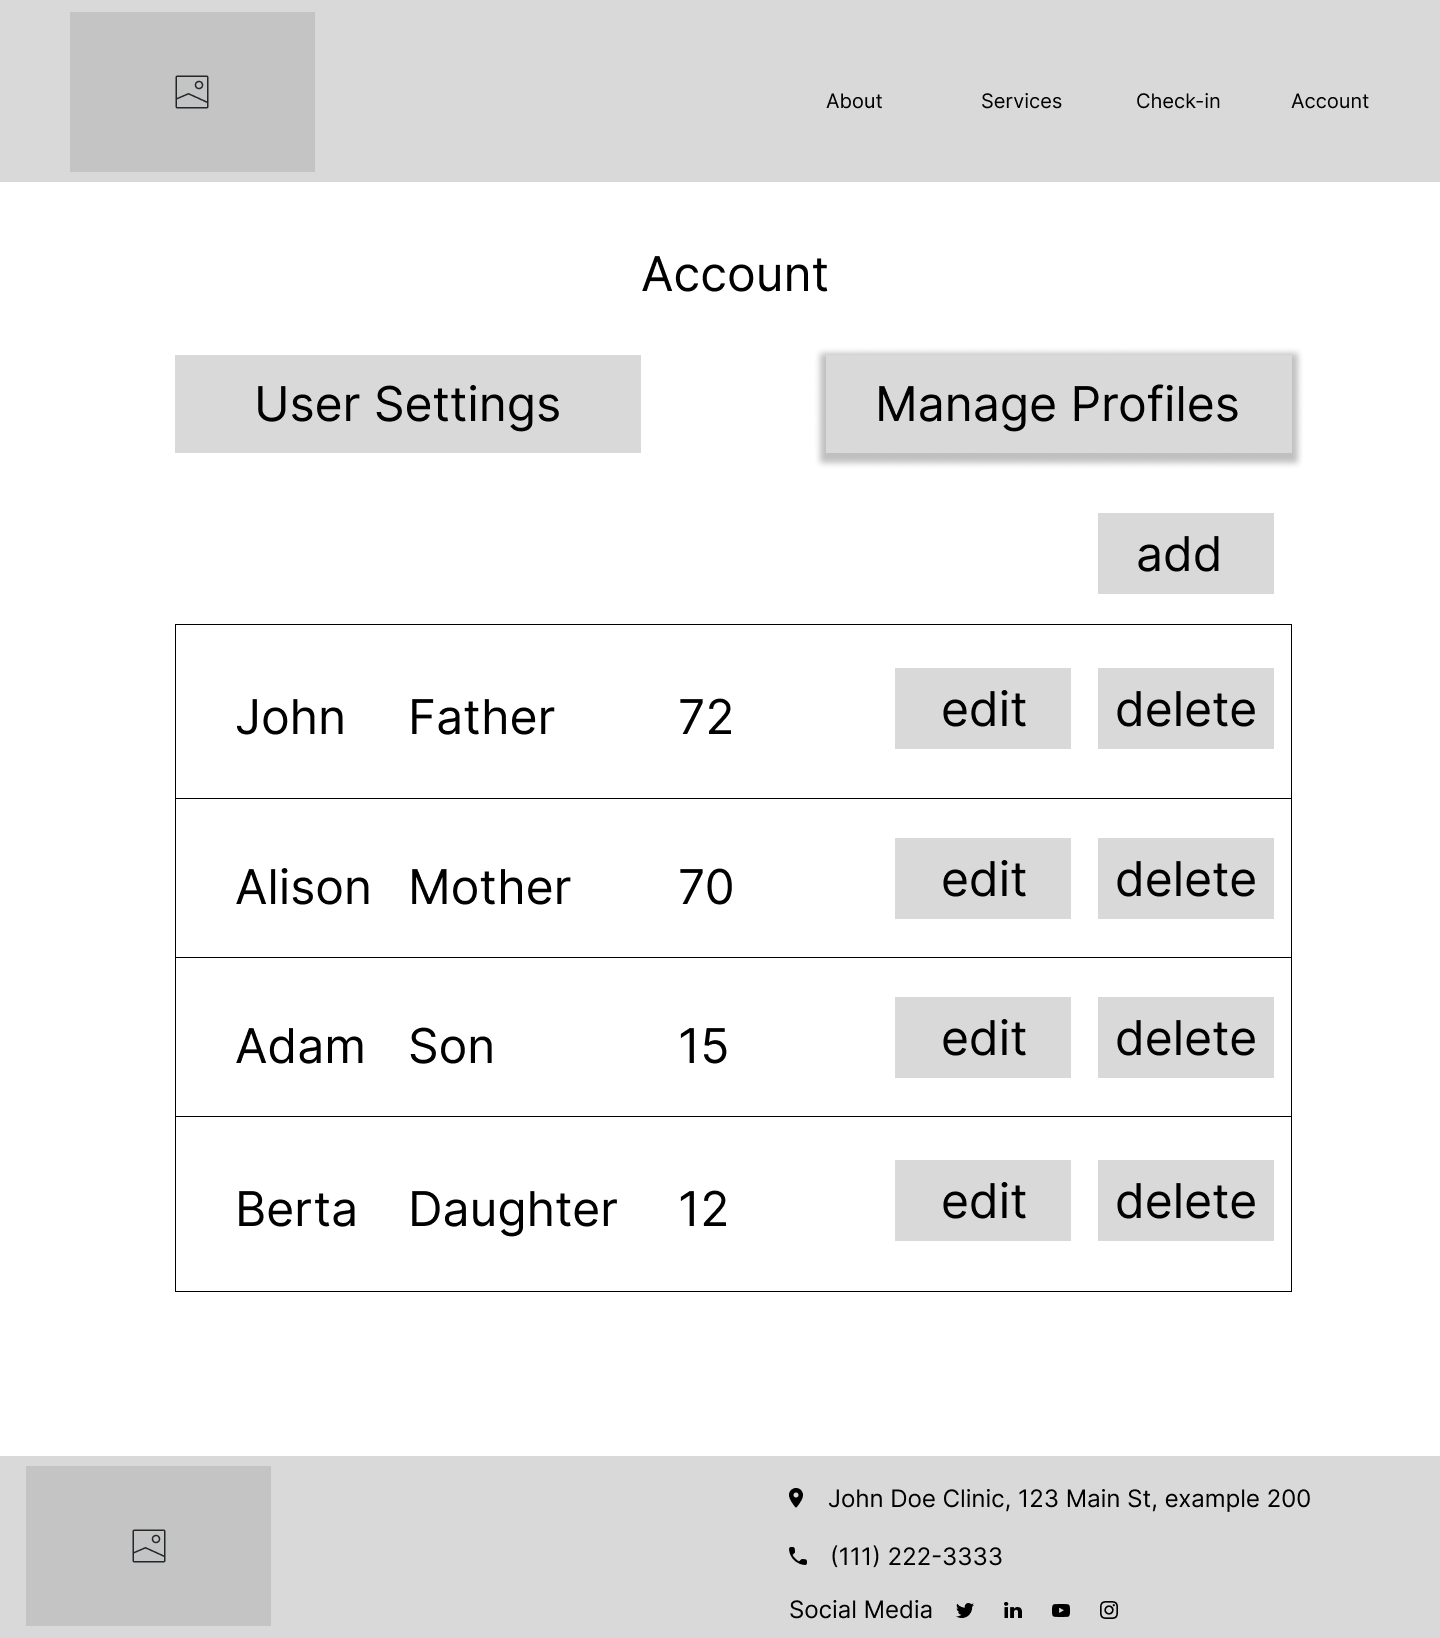 About Services Check-in Account
Account
User Settings Manage Profiles
add
John Father 72 edit delete
Alison Mother 70 edit delete
Adam Son 15 edit delete
Berta Daughter 12 edit delete
John Doe Clinic, 123 Main St, example 200
(111) 222-3333
Social Media